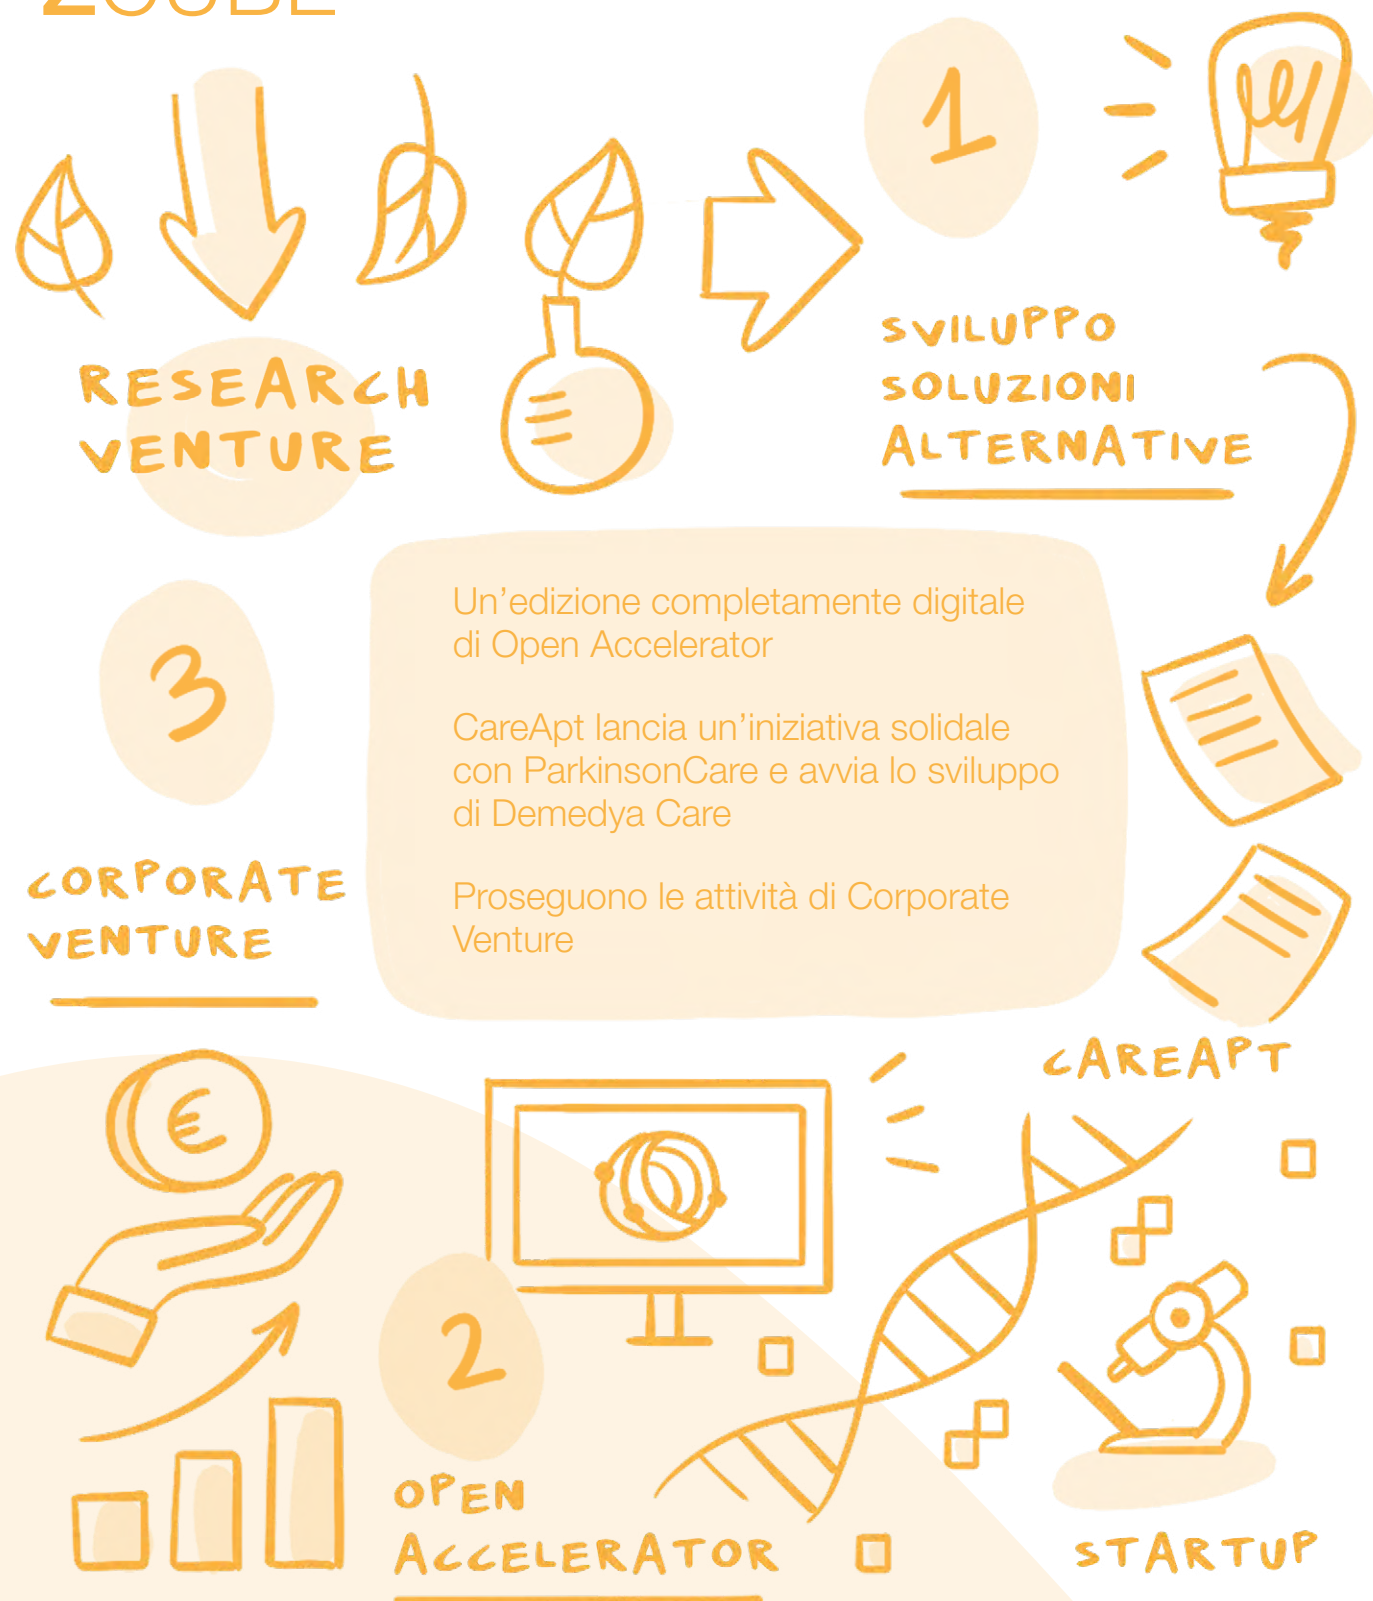 ZCUBE
1
RESEARCH
VENTURE
SVILUPPO
SOLUZIONI
ALTERNATIVE
Un’edizione completamente digitale
di Open Accelerator
CareApt lancia un’iniziativa solidale
con ParkinsonCare e avvia lo sviluppo
di Demedya Care
Proseguono le attività di Corporate
Venture
3
CORPORATE
VENTURE
€
CAREAPT
2
OPEN
ACCELERATOR
STARTUP